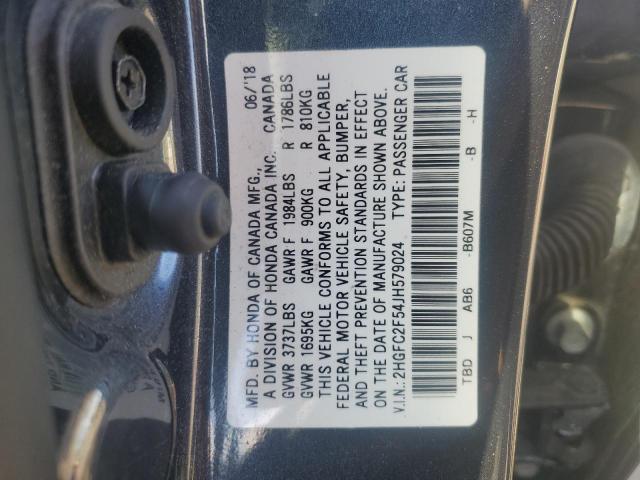 MFD. BY HONDA OF CANADA MFG., 06/'18
A DIVISION OF HONDA CANADA INC. CANADA
GVWR 3737LBS GAWR F 1984LBS R 1786LBS
GVWR 1695KG GAWR F 900KG R 810KG
THIS VEHICLE CONFORMS TO ALL APPLICABLE
FEDERAL MOTOR VEHICLE SAFETY, BUMPER,
AND THEFT PREVENTION STANDARDS IN EFFECT
ON THE DATE OF MANUFACTURE SHOWN ABOVE.
V.I.N.: 2HGFC2F54JH579024 TYPE: PASSENGER CAR
TBD J AB6 -B607M -B -H